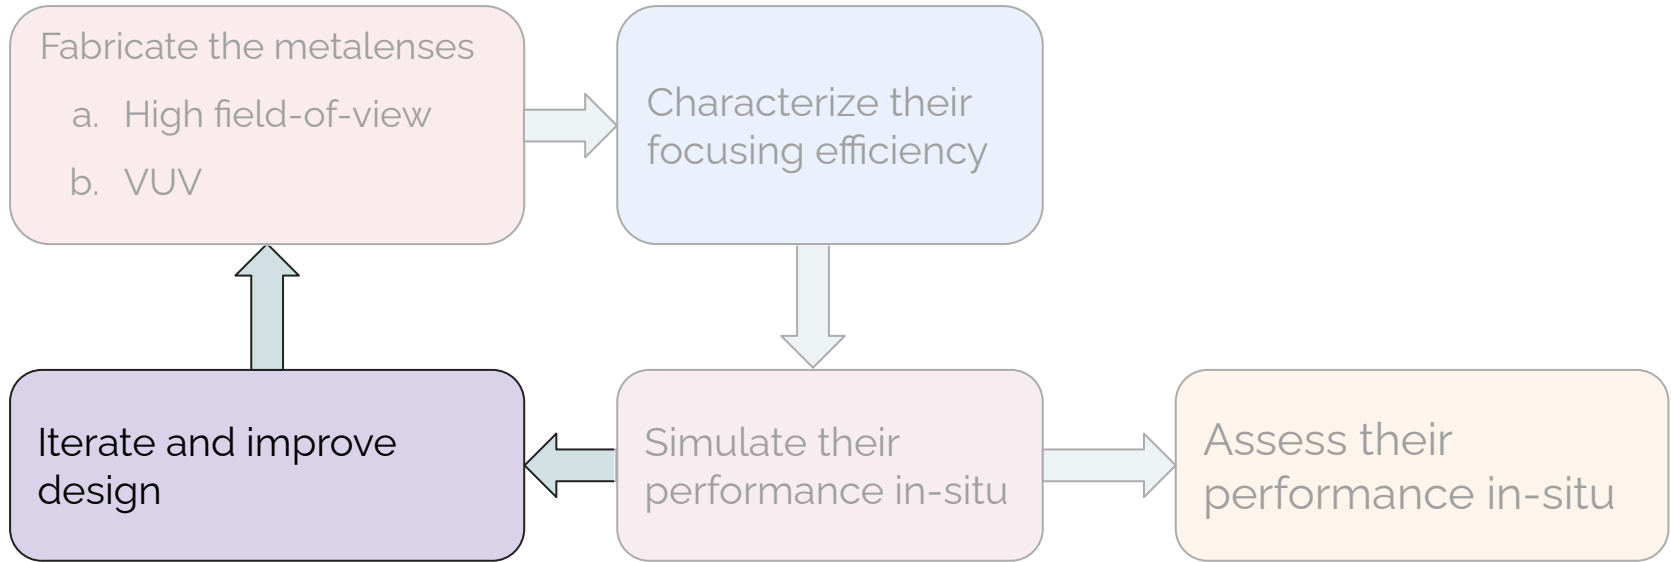 Fabricate the metalenses
a. High field-of-view
b. VUV
Characterize their
focusing efficiency
Iterate and improve
design
Simulate their
performance in-situ
Assess their
performance in-situ